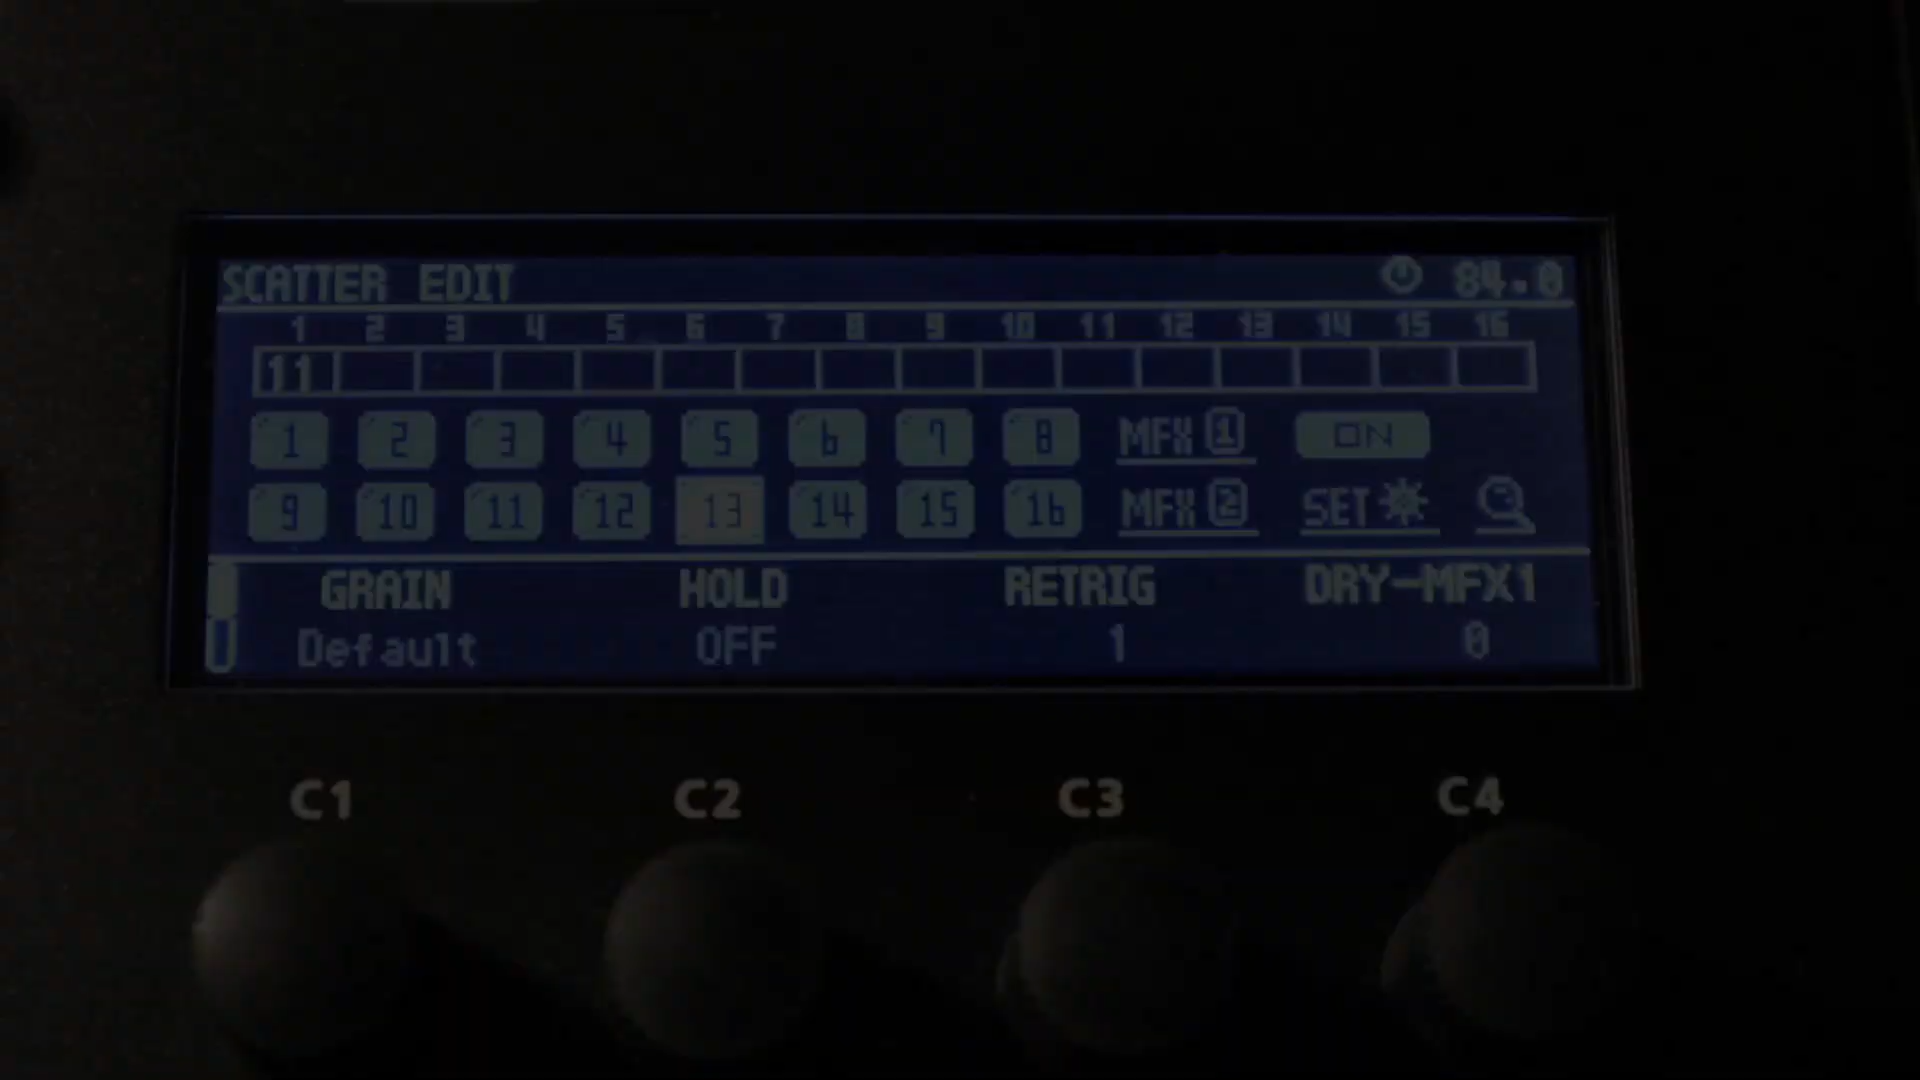 SCATTER EDIT 84.0
1 2 3 4 5 6 7 8 9 10 11 12 13 14 15 16
11
1 2 3 4 5 6 7 8 MFX 1 ON
9 10 11 12 13 14 15 16 MFX 2 SET
GRAIN HOLD RETRIG DRY-MFX1
Default OFF 1 0
C1 C2 C3 C4